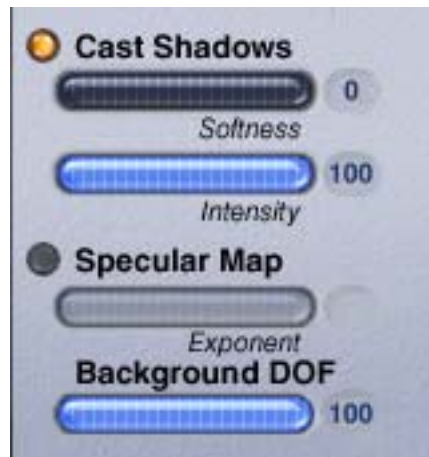 Cast Shadows
0
Softness
100
Intensity
Specular Map
Exponent
Background DOF
100